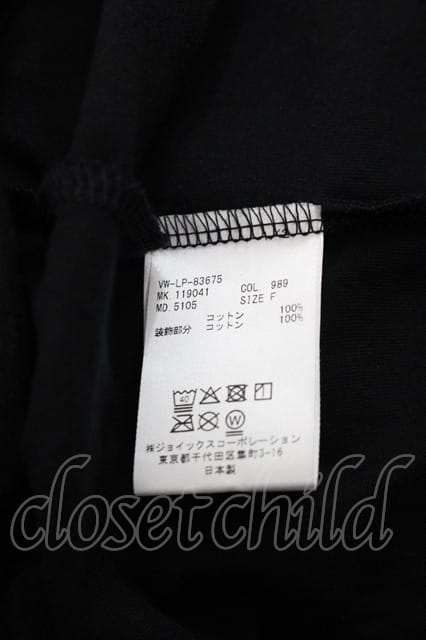 VW-LP-83675
MK. 119041 COL. 989
MD. 5105 SIZE F
コットン 100%
装飾部分 コットン 100%
40
W
㈱ジョイックスコーポレーション
東京都千代田区隼町3-16
日本製
closetchild